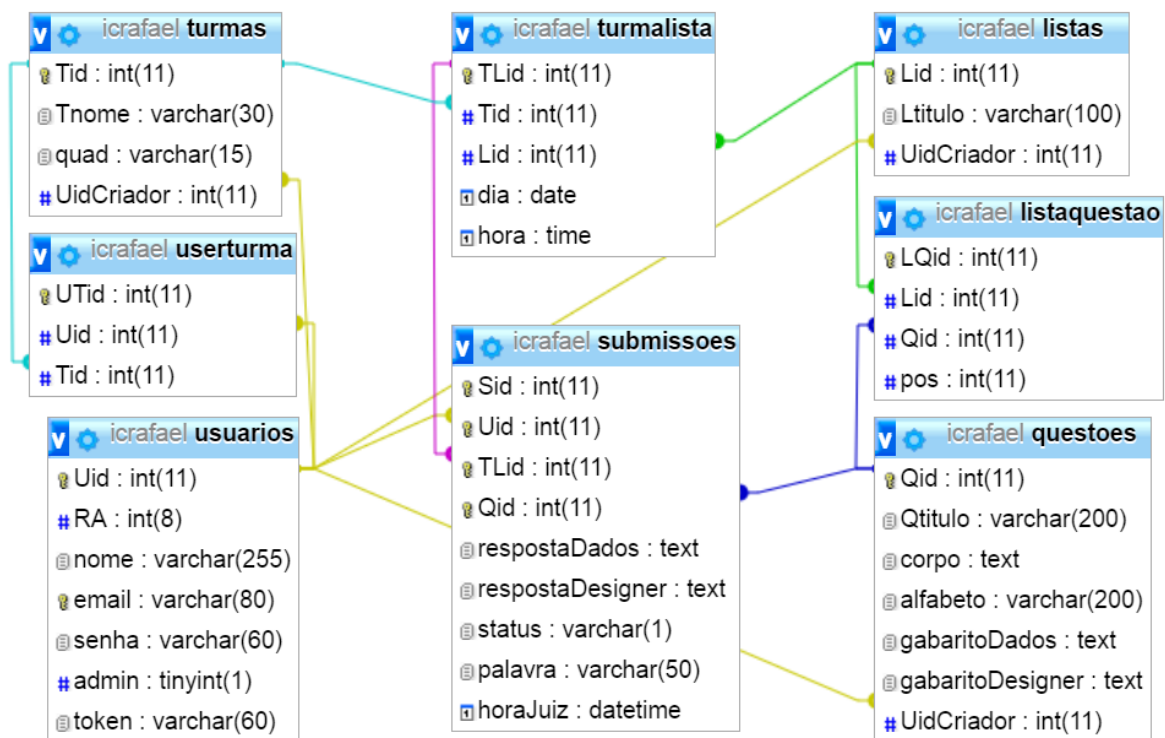 v icrafael turmas
Tid : int(11)
Tnome : varchar(30)
quad : varchar(15)
# UidCriador : int(11)
v icrafael userturma
UTid : int(11)
# Uid : int(11)
# Tid : int(11)
v icrafael usuarios
Uid : int(11)
# RA : int(8)
nome : varchar(255)
email : varchar(80)
senha : varchar(60)
# admin : tinyint(1)
token : varchar(60)
v icrafael turmalista
TLid : int(11)
# Tid : int(11)
# Lid : int(11)
dia : date
hora : time
v icrafael submissoes
Sid : int(11)
Uid : int(11)
TLid : int(11)
Qid : int(11)
respostaDados : text
respostaDesigner : text
status : varchar(1)
palavra : varchar(50)
horaJuiz : datetime
v icrafael listas
Lid : int(11)
Ltitulo : varchar(100)
# UidCriador : int(11)
v icrafael listaquestao
LQid : int(11)
# Lid : int(11)
# Qid : int(11)
# pos : int(11)
v icrafael questoes
Qid : int(11)
Qtitulo : varchar(200)
corpo : text
alfabeto : varchar(200)
gabaritoDados : text
gabaritoDesigner : text
# UidCriador : int(11)